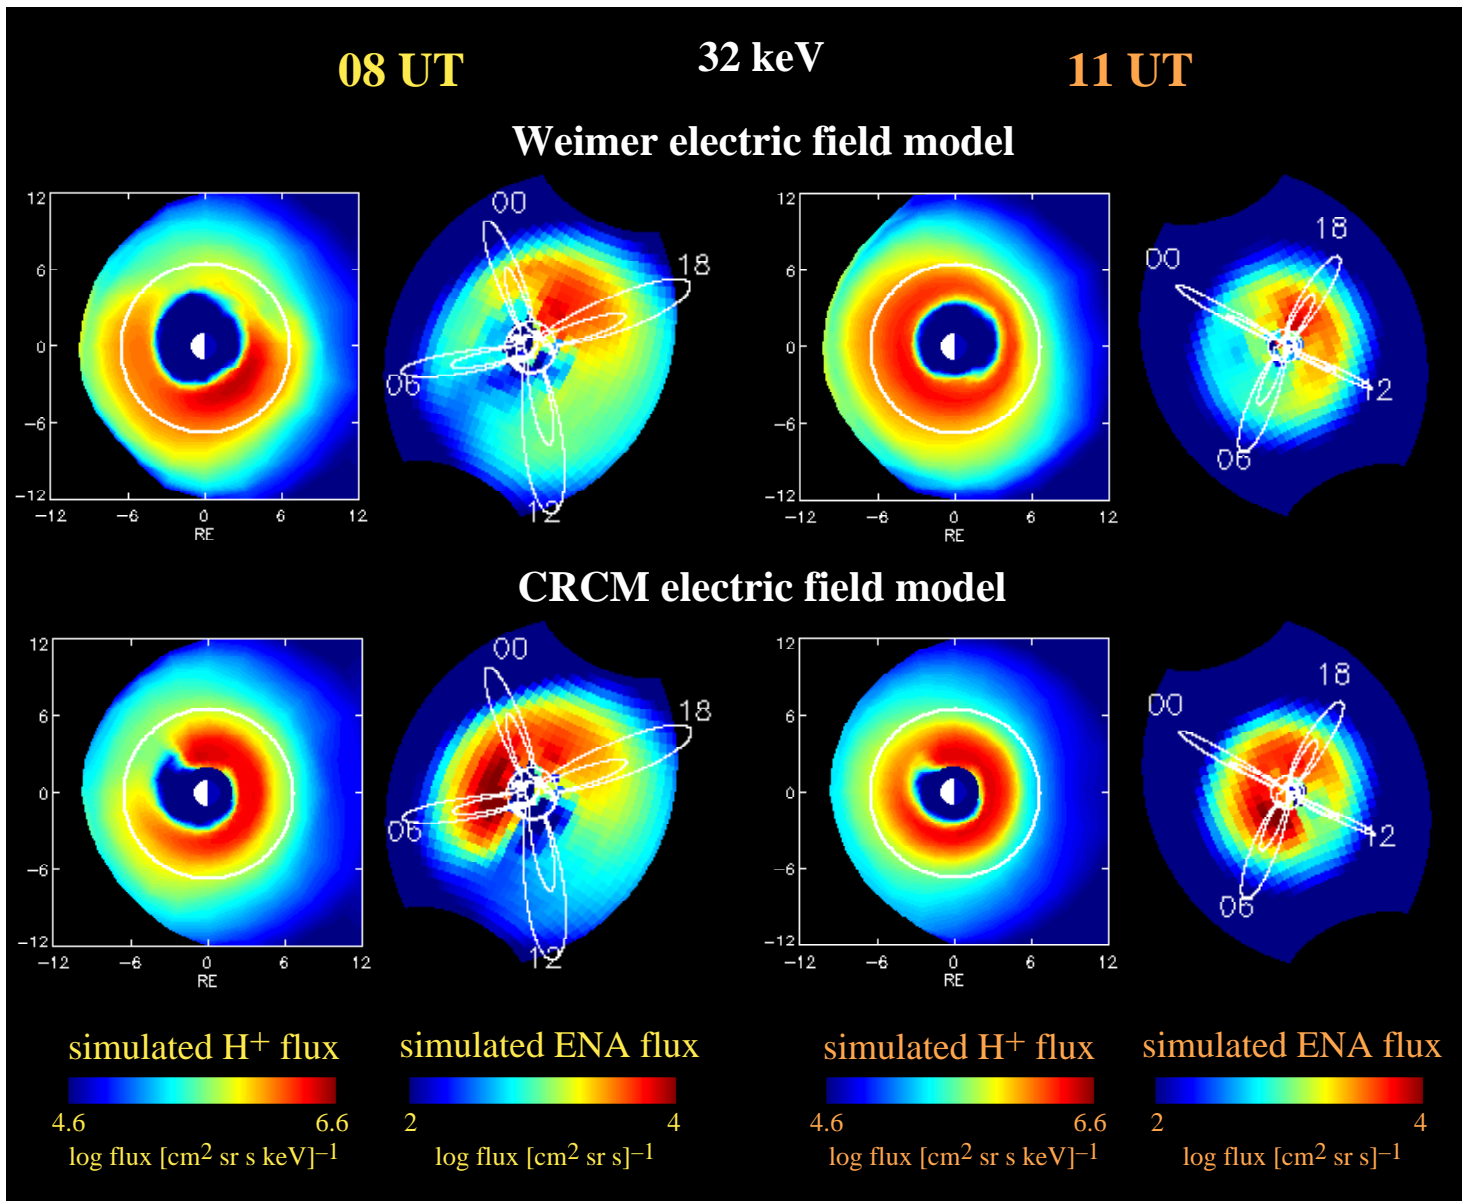 08 UT
32 keV
11 UT
Weimer electric field model
12
6
0
−6
−12
−12 −6 0 6 12
RE
00
18
06
12
12
6
0
−6
−12
−12 −6 0 6 12
RE
18
00
12
06
CRCM electric field model
12
6
0
−6
−12
−12 −6 0 6 12
RE
00
18
06
12
12
6
0
−6
−12
−12 −6 0 6 12
RE
18
00
12
06
simulated H+ flux
4.6 6.6
log flux [cm2 sr s keV]−1
simulated ENA flux
2 4
log flux [cm2 sr s]−1
simulated H+ flux
4.6 6.6
log flux [cm2 sr s keV]−1
simulated ENA flux
2 4
log flux [cm2 sr s]−1